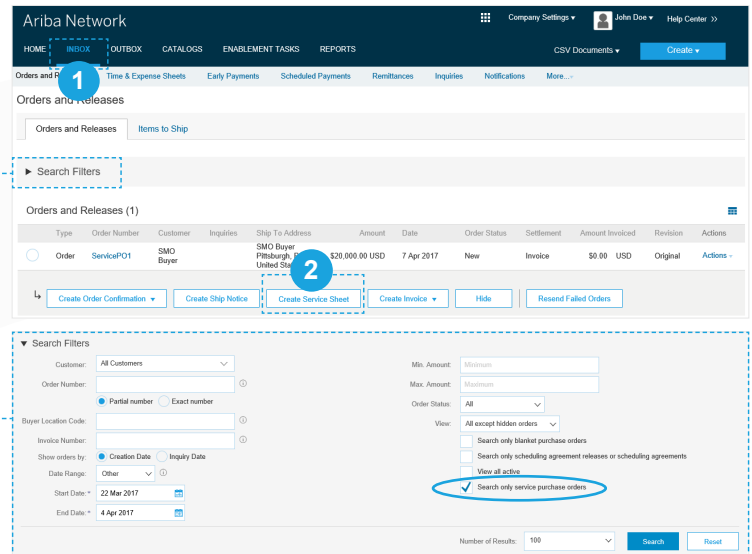 Ariba Network
Company Settings
John Doe
Help Center >>
HOME
INBOX
OUTBOX
CATALOGS
ENABLEMENT TASKS
REPORTS
CSV Documents
Create
1
Orders and R
Time & Expense Sheets
Early Payments
Scheduled Payments
Remittances
Inquiries
Notifications
More...
Orders and Releases
Orders and Releases
Items to Ship
Search Filters
Orders and Releases (1)
Type
Order Number
Customer
Inquiries
Ship To Address
Amount
Date
Order Status
Settlement
Amount Invoiced
Revision
Actions
Order
ServicePO1
SMO
Buyer
SMO Buyer
Pittsburgh,
United Sta
$20,000.00 USD
7 Apr 2017
New
Invoice
$0.00 USD
Original
Actions
2
Create Order Confirmation
Create Ship Notice
Create Service Sheet
Create Invoice
Hide
Resend Failed Orders
Search Filters
Customer:
All Customers
Order Number:
Partial number
Exact number
Buyer Location Code:
Invoice Number:
Show orders by:
Creation Date
Inquiry Date
Date Range:
Other
Start Date: *
22 Mar 2017
End Date: *
4 Apr 2017
Min. Amount:
Minimum
Max. Amount:
Maximum
Order Status:
All
View:
All except hidden orders
Search only blanket purchase orders
Search only scheduling agreement releases or scheduling agreements
View all active
Search only service purchase orders
Number of Results:
100
Search
Reset